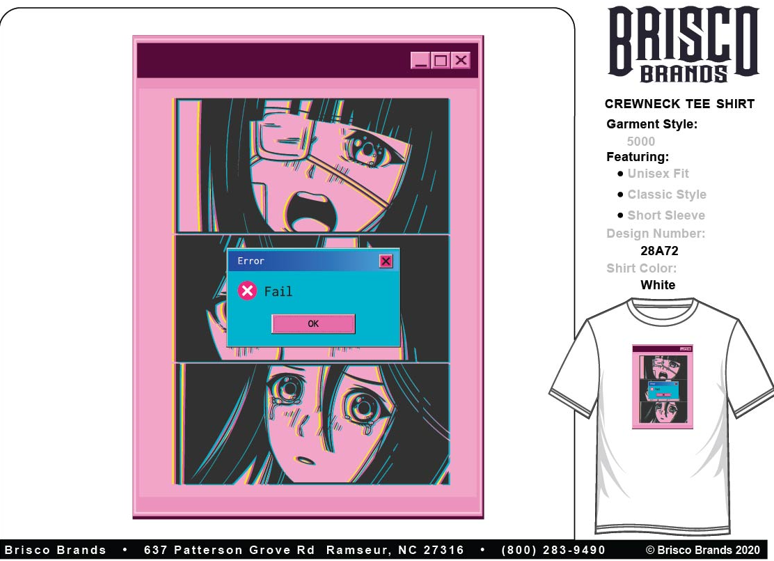 BRISCO
BRANDS
CREWNECK TEE SHIRT
Garment Style:
5000
Featuring:
• Unisex Fit
• Classic Style
• Short Sleeve
Design Number:
28A72
Shirt Color:
White
Error
Fail
OK
Brisco Brands • 637 Patterson Grove Rd Ramseur, NC 27316 • (800) 283-9490 © Brisco Brands 2020